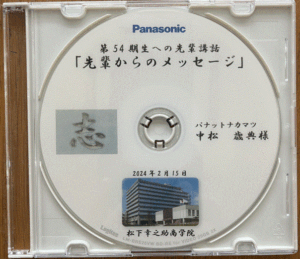 Panasonic
第54期生への先輩講話
「先輩からのメッセージ」
志
パナットナカマツ
中松 歳典様
2024年2月15日
松下幸之助商学院